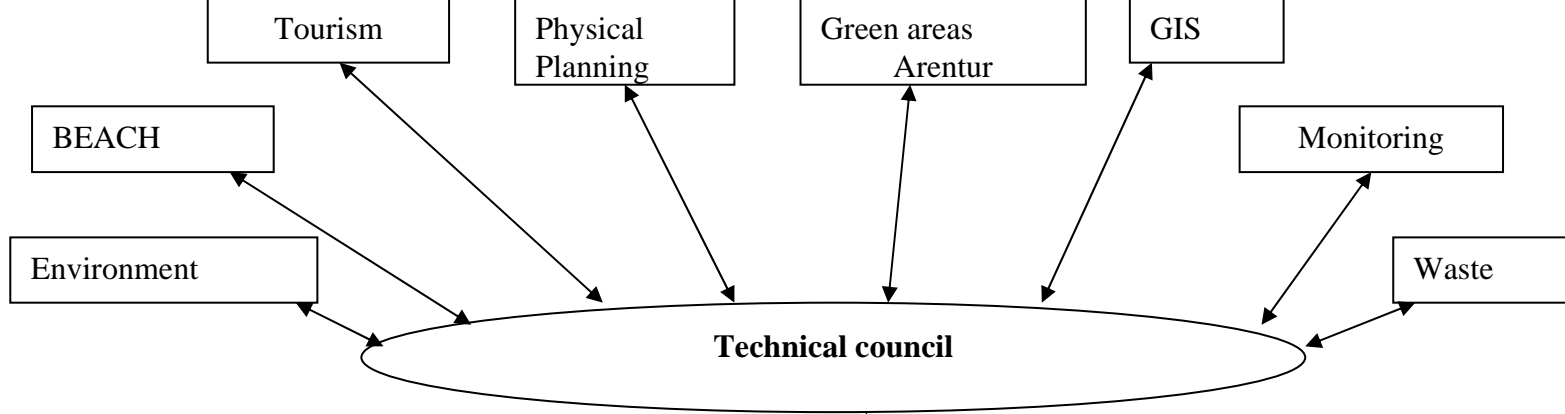 Tourism
Physical
Planning
Green areas
Arentur
GIS
BEACH
Monitoring
Environment
Waste
Technical council